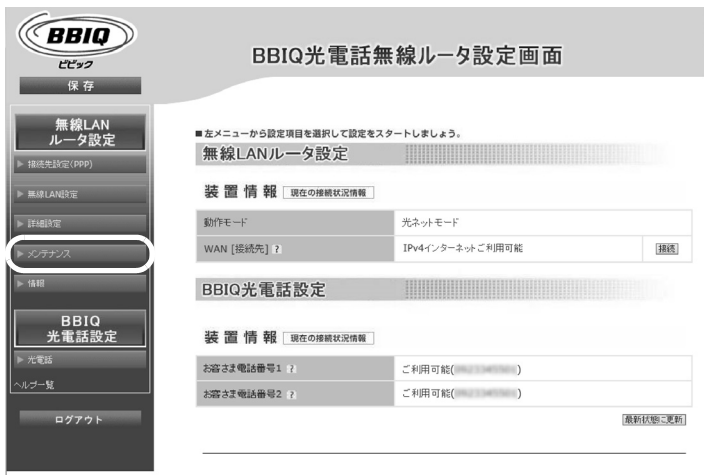 BBIQ
ビビック
保存
無線LAN
ルータ設定
接続先設定(PPP)
無線LAN設定
詳細設定
メンテナンス
情報
BBIQ
光電話設定
光電話
ヘルプ一覧
ログアウト
BBIQ光電話無線ルータ設定画面
■左メニューから設定項目を選択して設定をスタートしましょう。
無線LANルータ設定
装置情報 現在の接続状況情報
動作モード 光ネットモード
WAN [接続先] ? IPv4インターネットご利用可能 接続
BBIQ光電話設定
装置情報 現在の接続状況情報
お客さま電話番号1 ? ご利用可能( )
お客さま電話番号2 ? ご利用可能( )
最新状態に更新